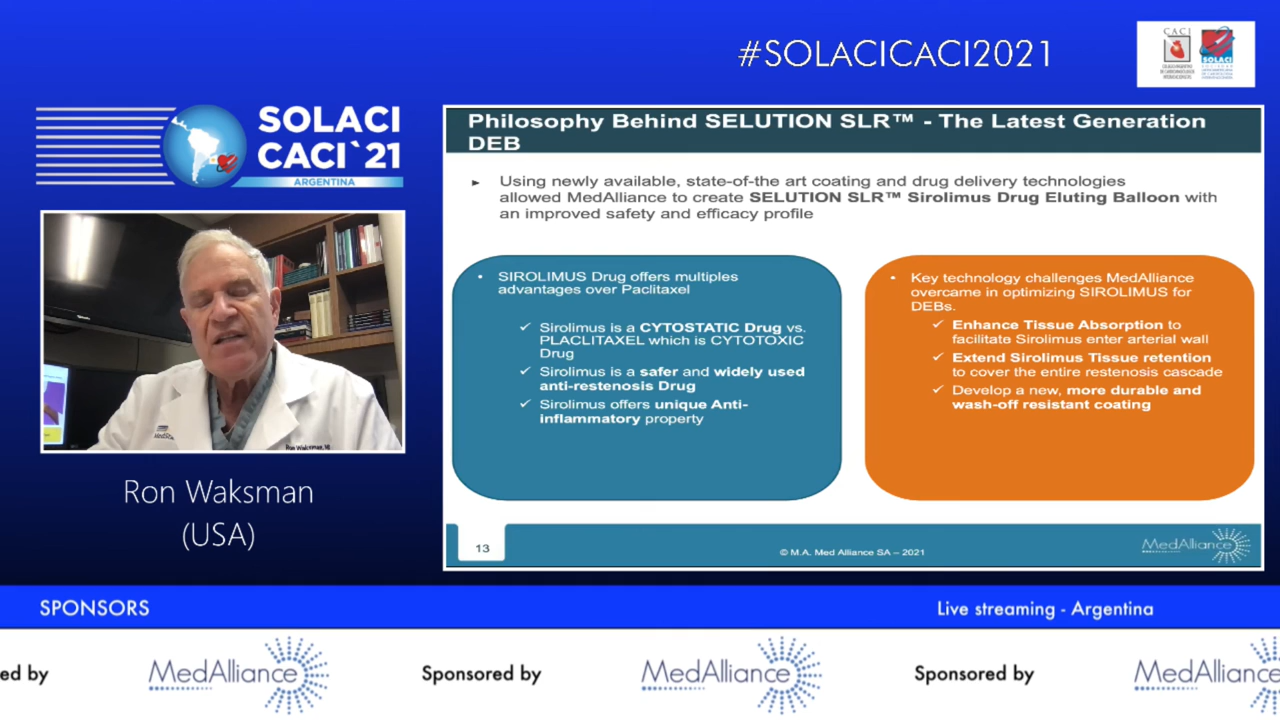 #SOLACICACI2021
CACI
SOLACI
SOLACI
CACI`21
ARGENTINA
Philosophy Behind SELUTION SLR™ - The Latest Generation
DEB
► Using newly available, state-of-the art coating and drug delivery technologies
allowed MedAlliance to create SELUTION SLR™ Sirolimus Drug Eluting Balloon with
an improved safety and efficacy profile
• SIROLIMUS Drug offers multiples
advantages over Paclitaxel
✓ Sirolimus is a CYTOSTATIC Drug vs.
PLACLITAXEL which is CYTOTOXIC
Drug
✓ Sirolimus is a safer and widely used
anti-restenosis Drug
✓ Sirolimus offers unique Anti-
inflammatory property
• Key technology challenges MedAlliance
overcame in optimizing SIROLIMUS for
DEBs.
✓ Enhance Tissue Absorption to
facilitate Sirolimus enter arterial wall
✓ Extend Sirolimus Tissue retention
to cover the entire restenosis cascade
✓ Develop a new, more durable and
wash-off resistant coating
13
© M.A. Med Alliance SA – 2021
MedAlliance
Ron Waksman, M
Ron Waksman
(USA)
SPONSORS
Live streaming - Argentina
ed by
MedAlliance
Sponsored by
MedAlliance
Sponsored by
MedAlliance